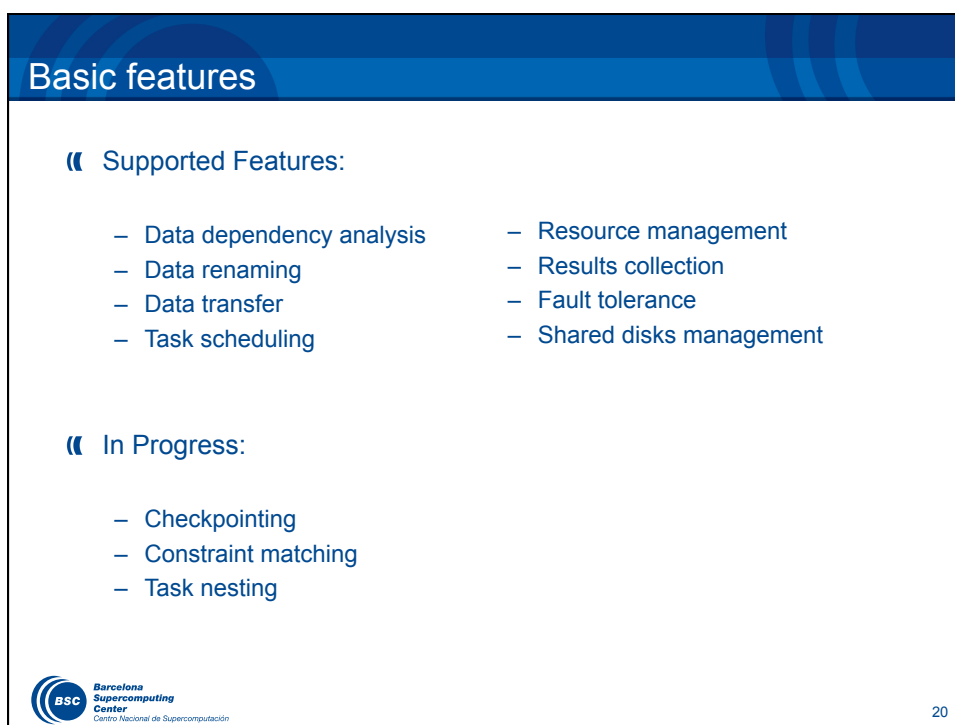 Basic features
Supported Features:
– Data dependency analysis
– Data renaming
– Data transfer
– Task scheduling
– Resource management
– Results collection
– Fault tolerance
– Shared disks management
In Progress:
– Checkpointing
– Constraint matching
– Task nesting
BSC
Barcelona
Supercomputing
Center
Centro Nacional de Supercomputación
20